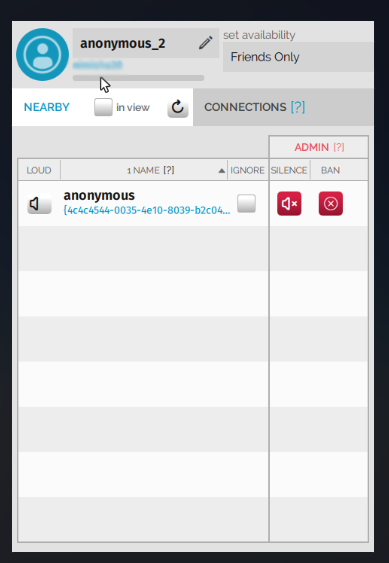 anonymous_2
set availability
Friends Only
NEARBY
in view
CONNECTIONS [?]
ADMIN [?]
LOUD
1 NAME [?]
IGNORE
SILENCE
BAN
anonymous
{4c4c4544-0035-4e10-8039-b2c04...